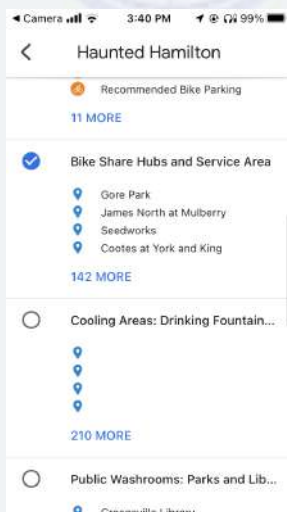 Camera 3:40 PM 99%
Haunted Hamilton
Recommended Bike Parking
11 MORE
Bike Share Hubs and Service Area
Gore Park
James North at Mulberry
Seedworks
Cootes at York and King
142 MORE
Cooling Areas: Drinking Fountain...
210 MORE
Public Washrooms: Parks and Lib...
Greensville Library